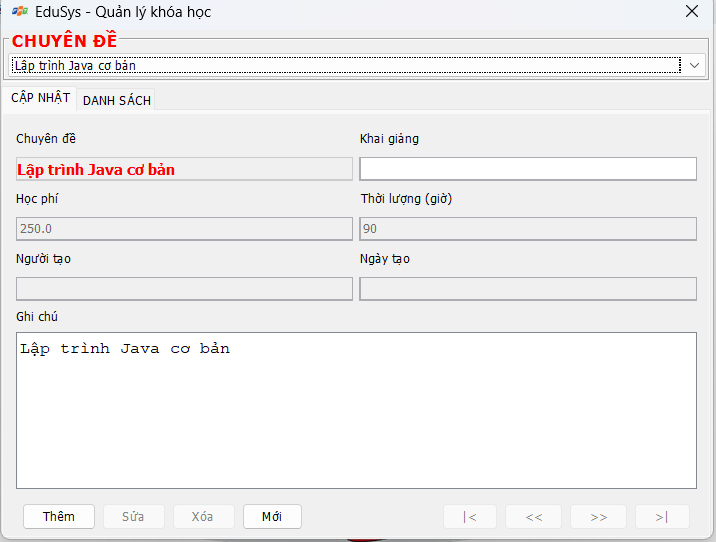 EduSys - Quản lý khóa học
CHUYÊN ĐỀ
Lập trình Java cơ bản
CẬP NHẬT DANH SÁCH
Chuyên đề Khai giảng
Lập trình Java cơ bản
Học phí Thời lượng (giờ)
250.0 90
Người tạo Ngày tạo
Ghi chú
Lập trình Java cơ bản
Thêm Sửa Xóa Mới |< << >> >|